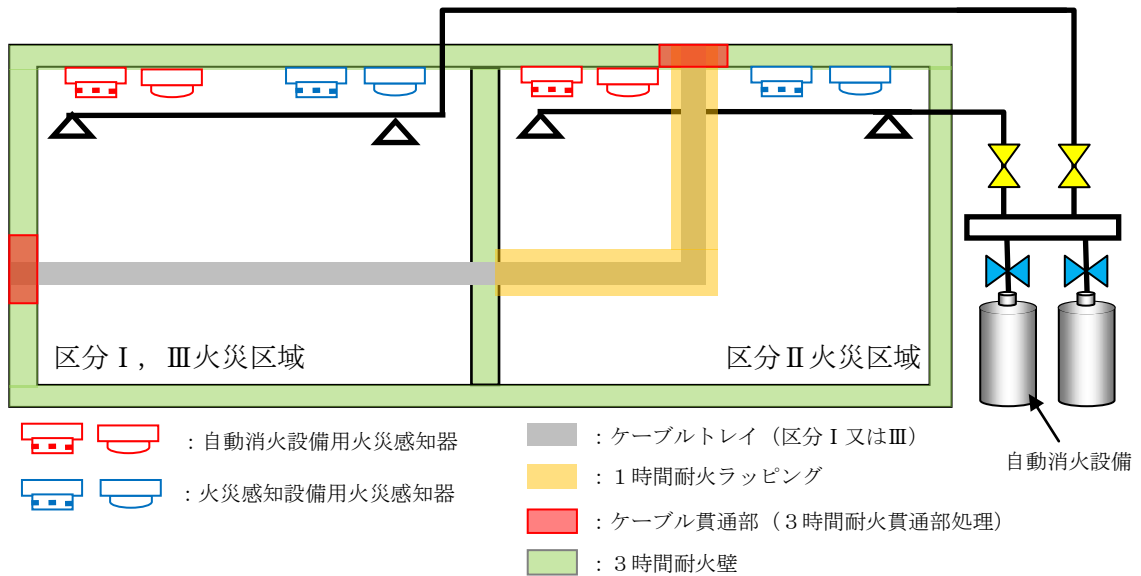 区分Ⅰ，Ⅲ火災区域
区分Ⅱ火災区域
：自動消火設備用火災感知器
：火災感知設備用火災感知器
：ケーブルトレイ（区分Ⅰ又はⅢ）
：１時間耐火ラッピング
：ケーブル貫通部（３時間耐火貫通部処理）
：３時間耐火壁
自動消火設備